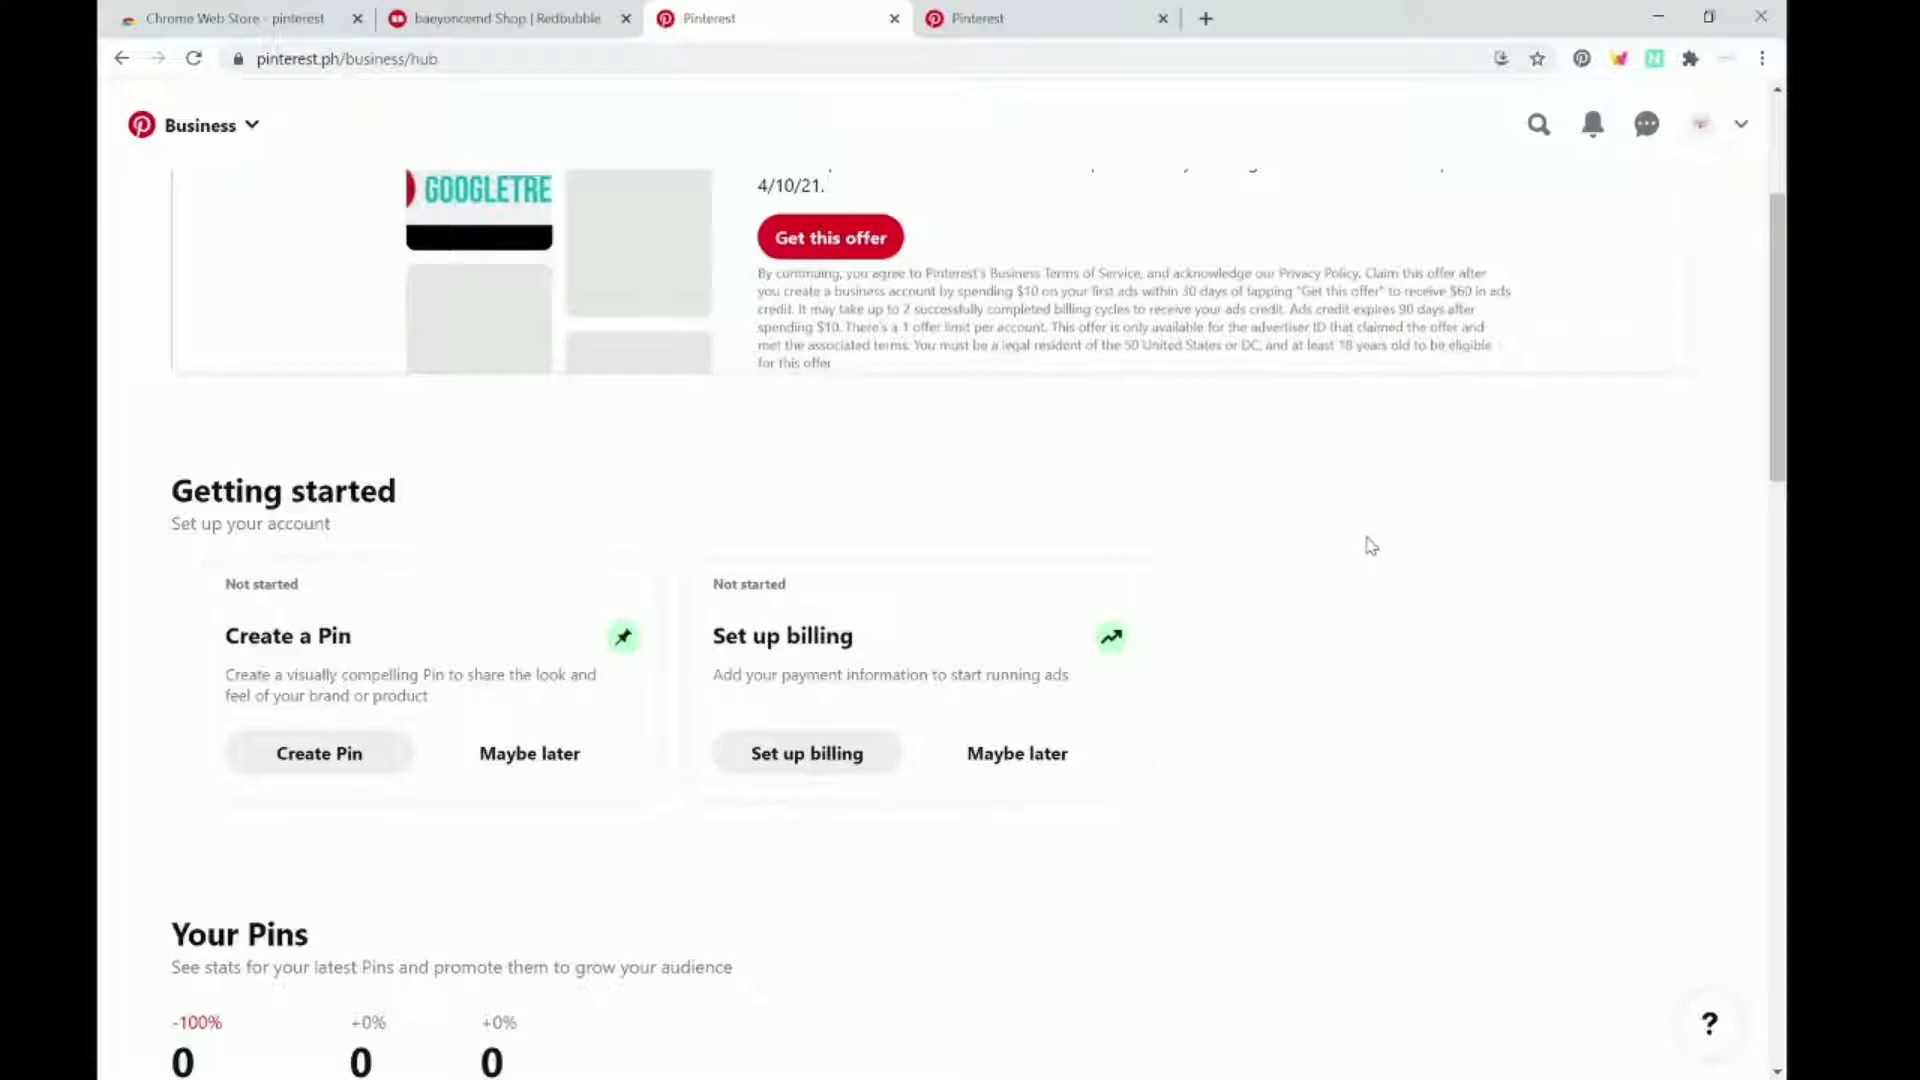 Chrome Web Store - pinterest
baeyoncemd Shop | Redbubble
Pinterest
Pinterest
pinterest.ph/business/hub
Business
GOOGLETRE
4/10/21.
Get this offer
By continuing, you agree to Pinterest's Business Terms of Service, and acknowledge our Privacy Policy. Claim this offer after
you create a business account by spending $10 on your first ads within 30 days of tapping "Get this offer" to receive $60 in ads
credit. It may take up to 2 successfully completed billing cycles to receive your ads credit. Ads credit expires 90 days after
spending $10. There's a 1 offer limit per account. This offer is only available for the advertiser ID that claimed the offer and
met the associated terms. You must be a legal resident of the 50 United States or DC, and at least 18 years old to be eligible
for this offer
Getting started
Set up your account
Not started
Create a Pin
Create a visually compelling Pin to share the look and
feel of your brand or product
Create Pin
Maybe later
Not started
Set up billing
Add your payment information to start running ads
Set up billing
Maybe later
Your Pins
See stats for your latest Pins and promote them to grow your audience
-100%
+0%
+0%
0
0
0
?